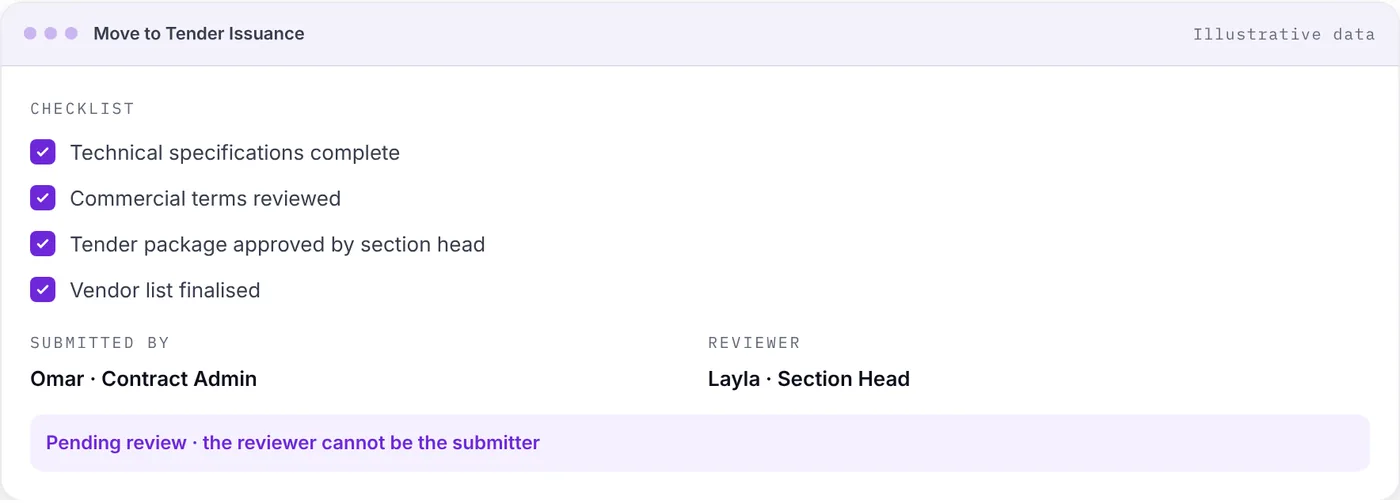 Move to Tender Issuance
Illustrative data
CHECKLIST
Technical specifications complete
Commercial terms reviewed
Tender package approved by section head
Vendor list finalised
SUBMITTED BY
Omar · Contract Admin
REVIEWER
Layla · Section Head
Pending review · the reviewer cannot be the submitter